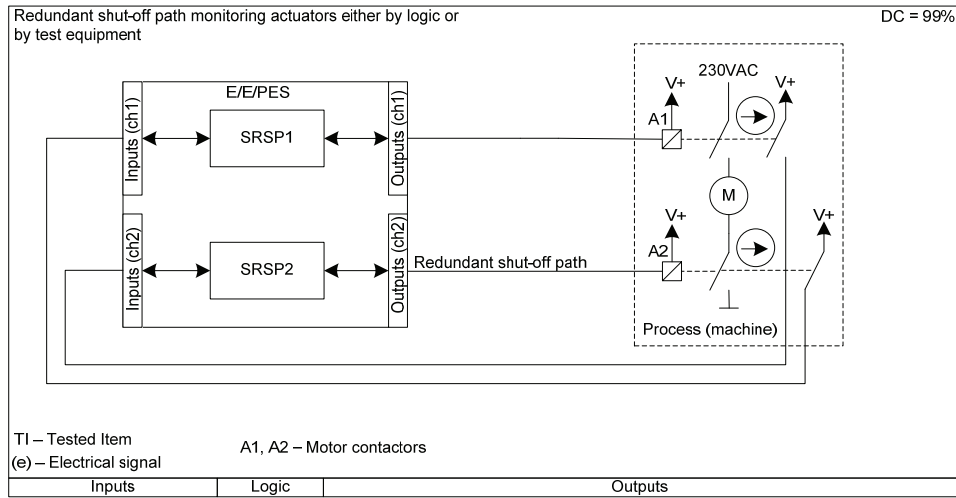 Redundant shut-off path monitoring actuators either by logic or
by test equipment
DC = 99%
E/E/PES
Inputs (ch1)
SRSP1
Outputs (ch1)
Inputs (ch2)
SRSP2
Outputs (ch2)
Redundant shut-off path
230VAC
V+
V+
A1
M
V+
V+
A2
Process (machine)
TI – Tested Item
(e) – Electrical signal
A1, A2 – Motor contactors
Inputs
Logic
Outputs